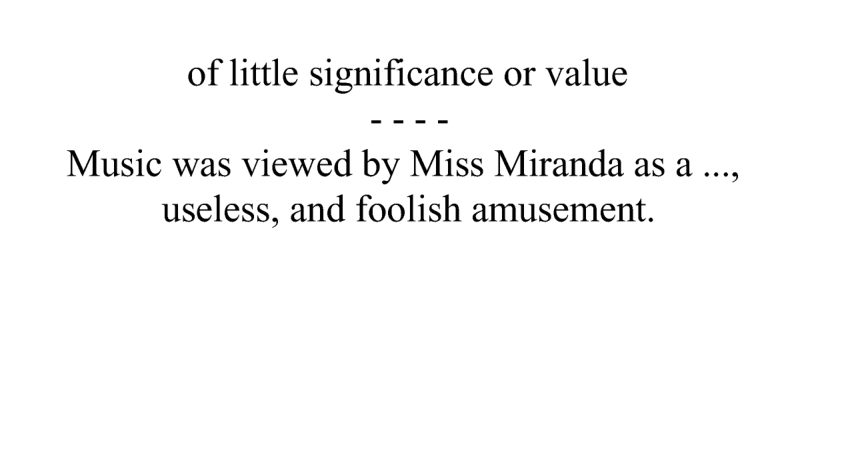 of little significance or value
- - - -
Music was viewed by Miss Miranda as a ...,
useless, and foolish amusement.